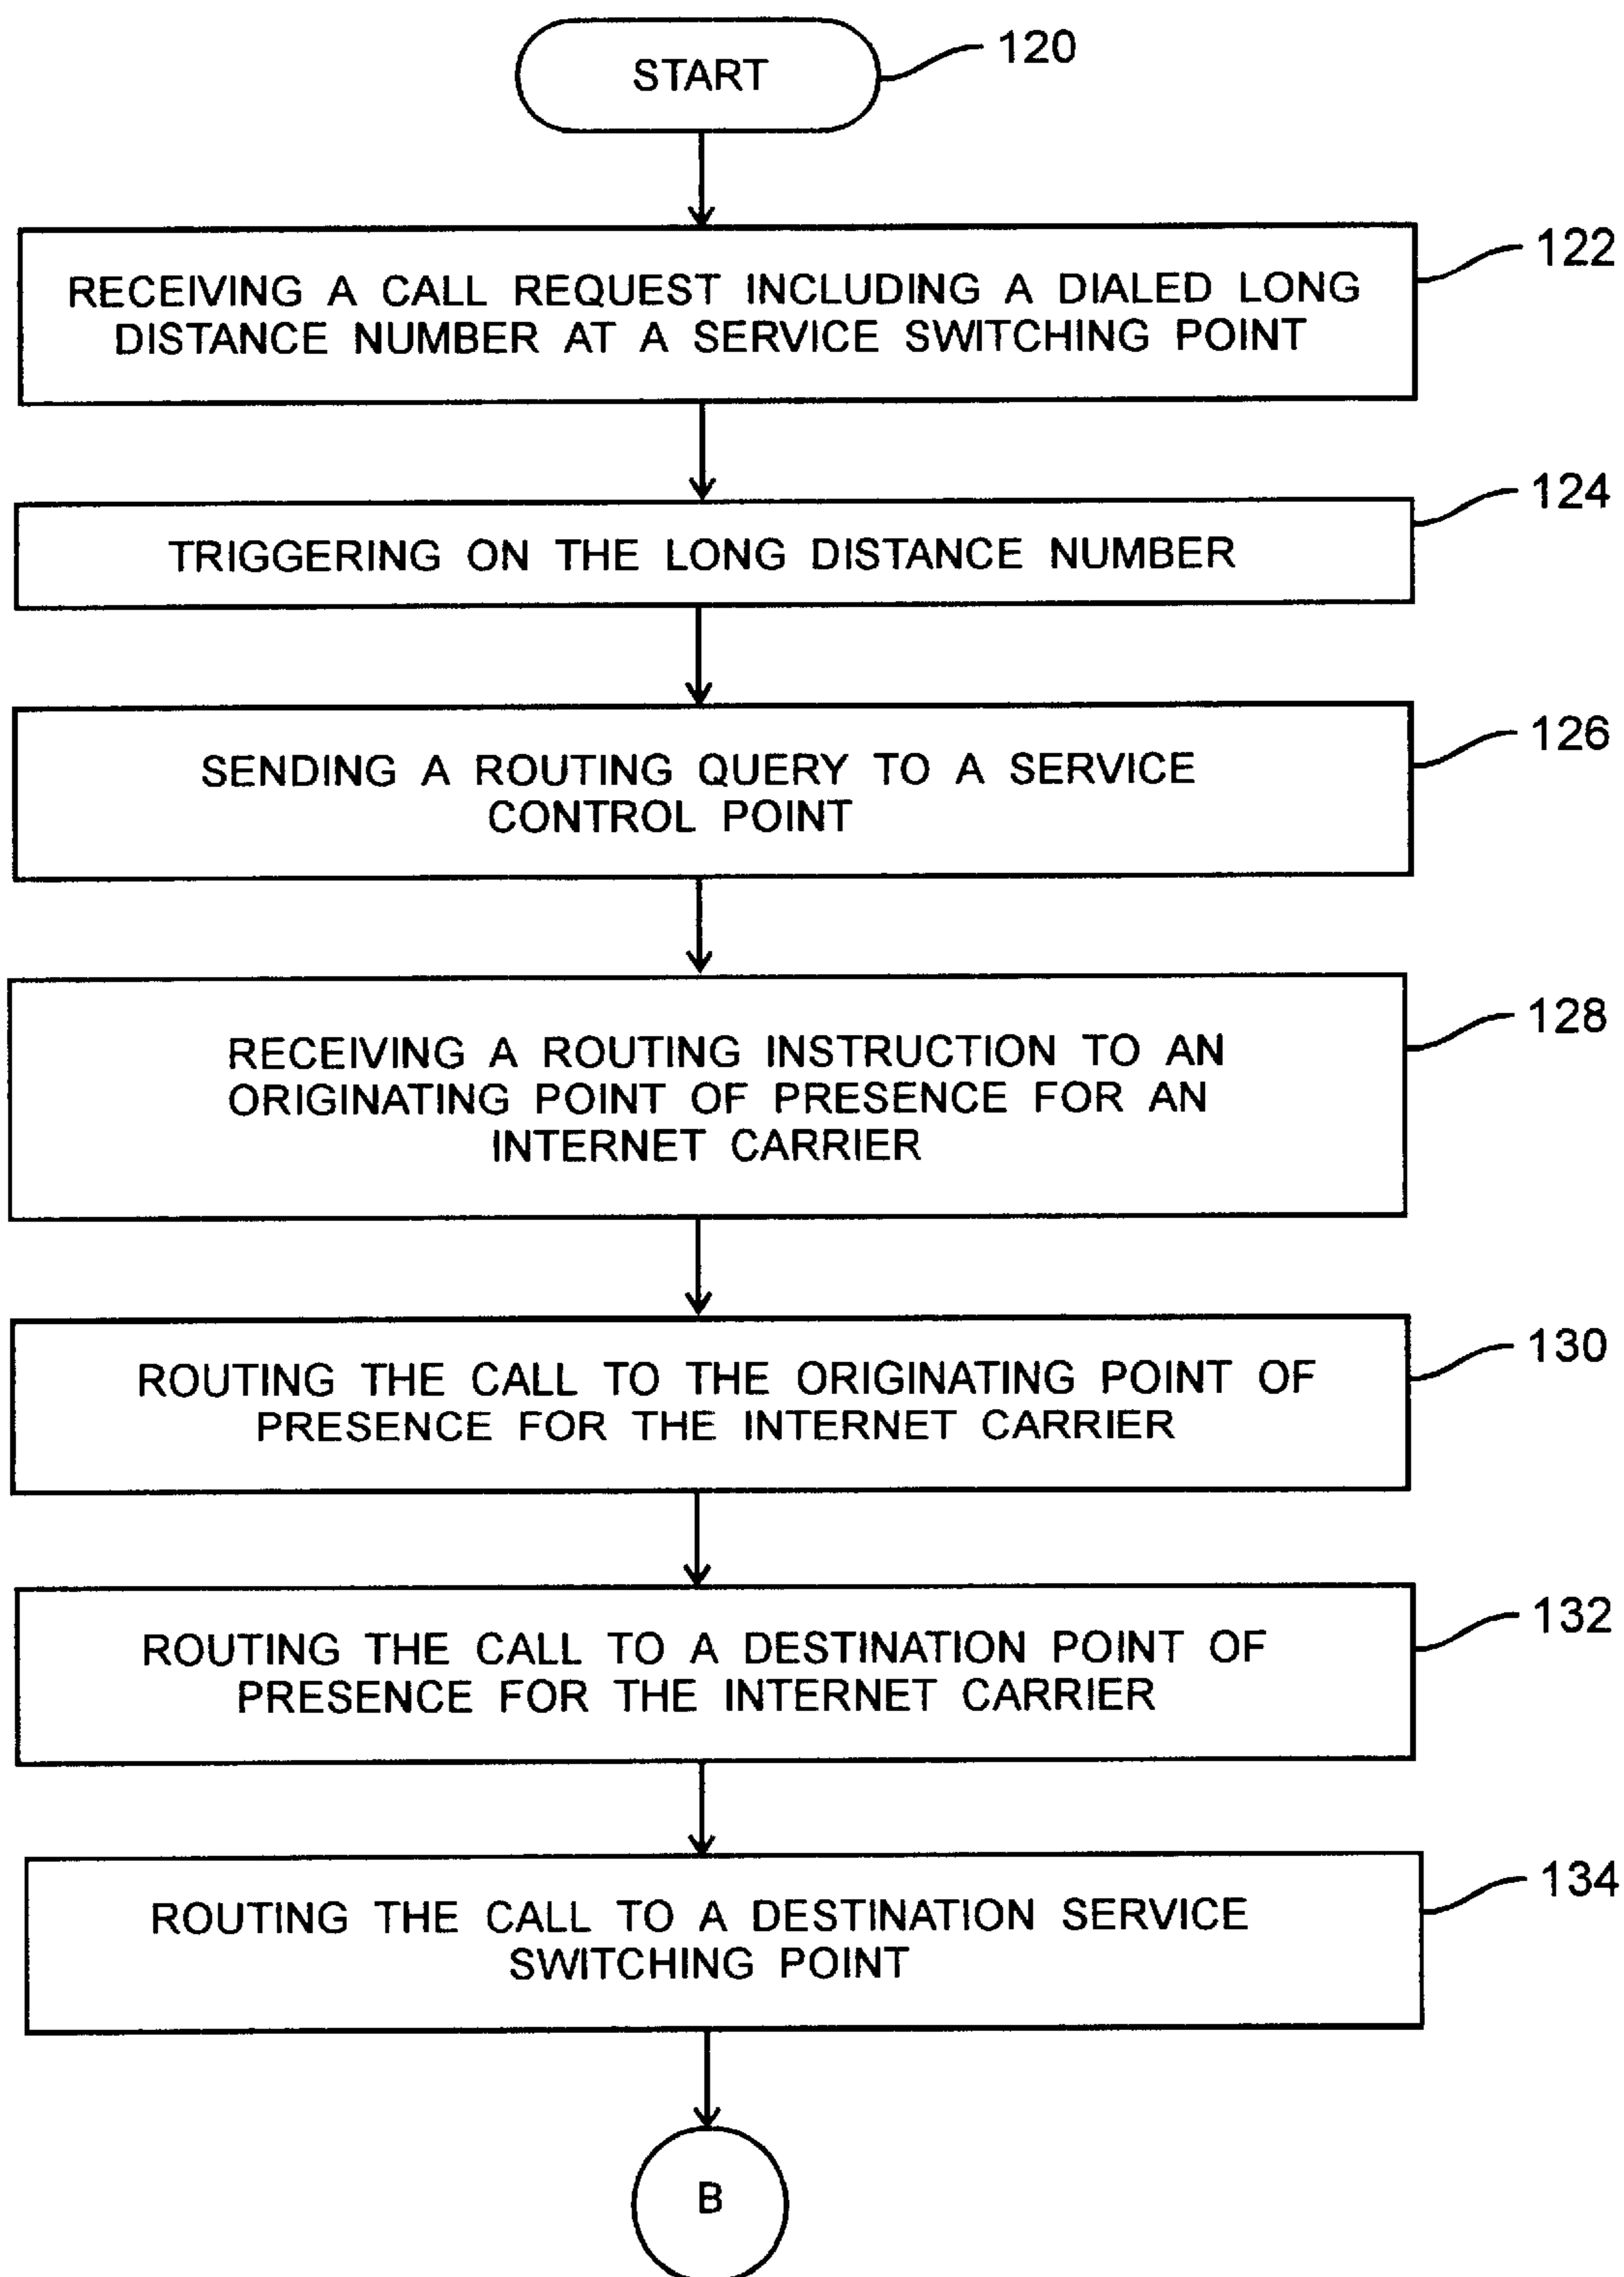 START
120
RECEIVING A CALL REQUEST INCLUDING A DIALED LONG
DISTANCE NUMBER AT A SERVICE SWITCHING POINT
122
TRIGGERING ON THE LONG DISTANCE NUMBER
124
SENDING A ROUTING QUERY TO A SERVICE
CONTROL POINT
126
RECEIVING A ROUTING INSTRUCTION TO AN
ORIGINATING POINT OF PRESENCE FOR AN
INTERNET CARRIER
128
ROUTING THE CALL TO THE ORIGINATING POINT OF
PRESENCE FOR THE INTERNET CARRIER
130
ROUTING THE CALL TO A DESTINATION POINT OF
PRESENCE FOR THE INTERNET CARRIER
132
ROUTING THE CALL TO A DESTINATION SERVICE
SWITCHING POINT
134
B